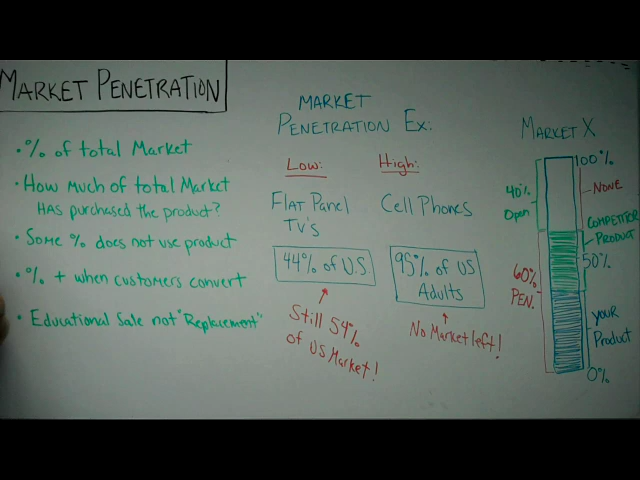 MARKET PENETRATION
• % of total Market
• How Much of total Market
HAS purchased the product?
• Some % does not use product
• % + when customers convert
• Educational Sale not "Replacement"
MARKET
PENETRATION Ex:
Low:
FLAT PANEL
TV's
44% of U.S.
Still 54%
of US Market!
High:
Cell Phones
95% of US
Adults
No Market left!
MARKET X
100%
40%
Open
NONE
COMPETITOR
PRODUCT
50%
60%
PEN.
YOUR
Product
0%